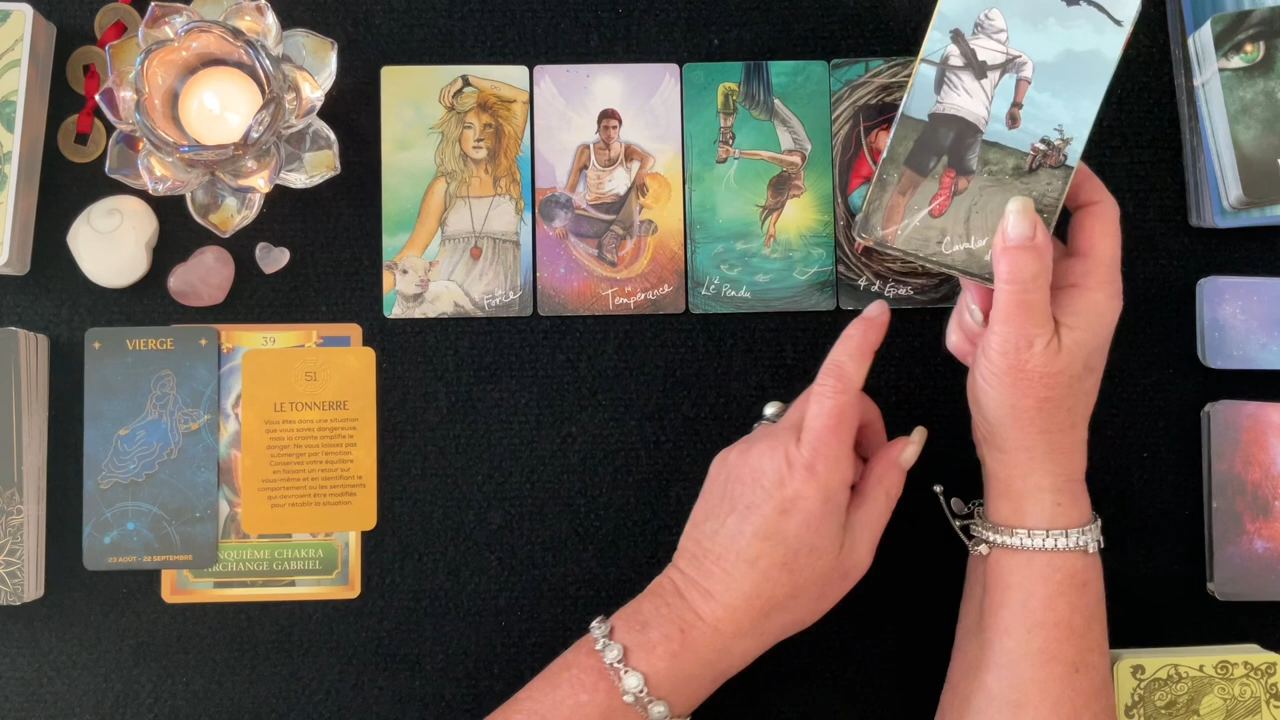 La
Force
14
Tempérance
12
Le Pendu
4 d'Épées
Cavalier
VIERGE
23 AOÛT - 22 SEPTEMBRE
39
51
LE TONNERRE
Vous êtes dans une situation
que vous savez dangereuse,
mais la crainte amplifie le
danger. Ne vous laissez pas
submerger par l'émotion.
Conservez votre équilibre
en faisant un retour sur
vous-même et en identifiant le
comportement ou les sentiments
qui devraient être modifiés
pour rétablir la situation.
NQUIÈME CHAKRA
ARCHANGE GABRIEL